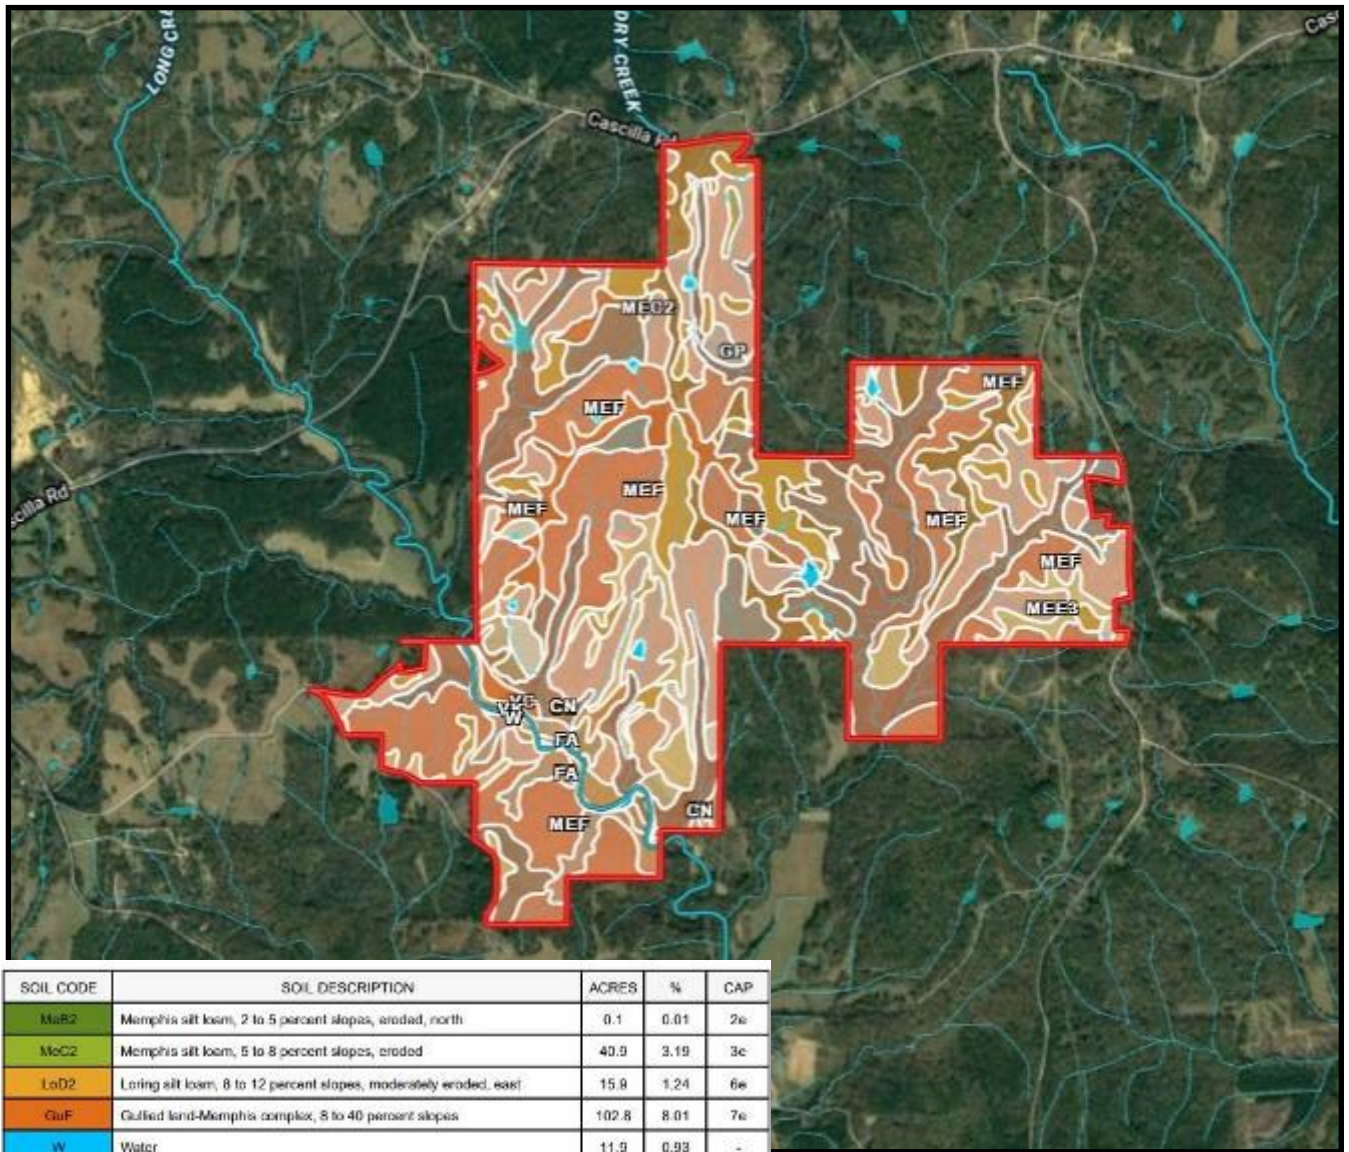 LONG CR
DRY CREEK
Cascilla
Cas
MEC2
GP
MEF
MEF
MEF
MEF
MEF
MEF
scilla Rd
MEF
MEE3
CN
W
FA
FA
MEF
CN
SOIL CODE SOIL DESCRIPTION ACRES % CAP
MeB2 Memphis silt loam, 2 to 5 percent slopes, eroded, north 0.1 0.01 2e
MeC2 Memphis silt loam, 5 to 8 percent slopes, eroded 40.9 3.19 3e
LoD2 Loring silt loam, 8 to 12 percent slopes, moderately eroded, east 15.9 1.24 6e
GuF Gullied land-Memphis complex, 8 to 40 percent slopes 102.8 8.01 7e
W Water 11.9 0.93 -